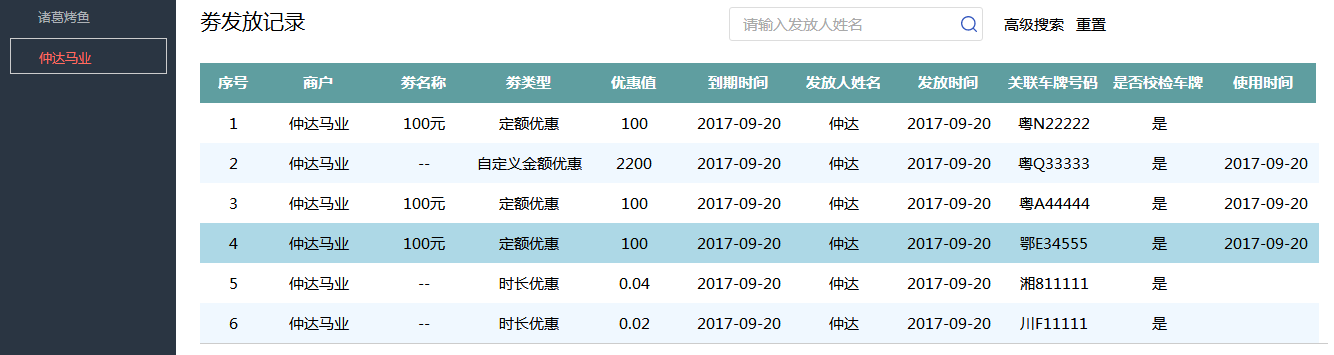 诸葛烤鱼
仲达马业
劵发放记录
请输入发放人姓名
高级搜索 重置
序号 商户 劵名称 劵类型 优惠值 到期时间 发放人姓名 发放时间 关联车牌号码 是否校检车牌 使用时间
1 仲达马业 100元 定额优惠 100 2017-09-20 仲达 2017-09-20 粤N22222 是
2 仲达马业 -- 自定义金额优惠 2200 2017-09-20 仲达 2017-09-20 粤Q33333 是 2017-09-20
3 仲达马业 100元 定额优惠 100 2017-09-20 仲达 2017-09-20 粤A44444 是 2017-09-20
4 仲达马业 100元 定额优惠 100 2017-09-20 仲达 2017-09-20 鄂E34555 是 2017-09-20
5 仲达马业 -- 时长优惠 0.04 2017-09-20 仲达 2017-09-20 湘811111 是
6 仲达马业 -- 时长优惠 0.02 2017-09-20 仲达 2017-09-20 川F11111 是